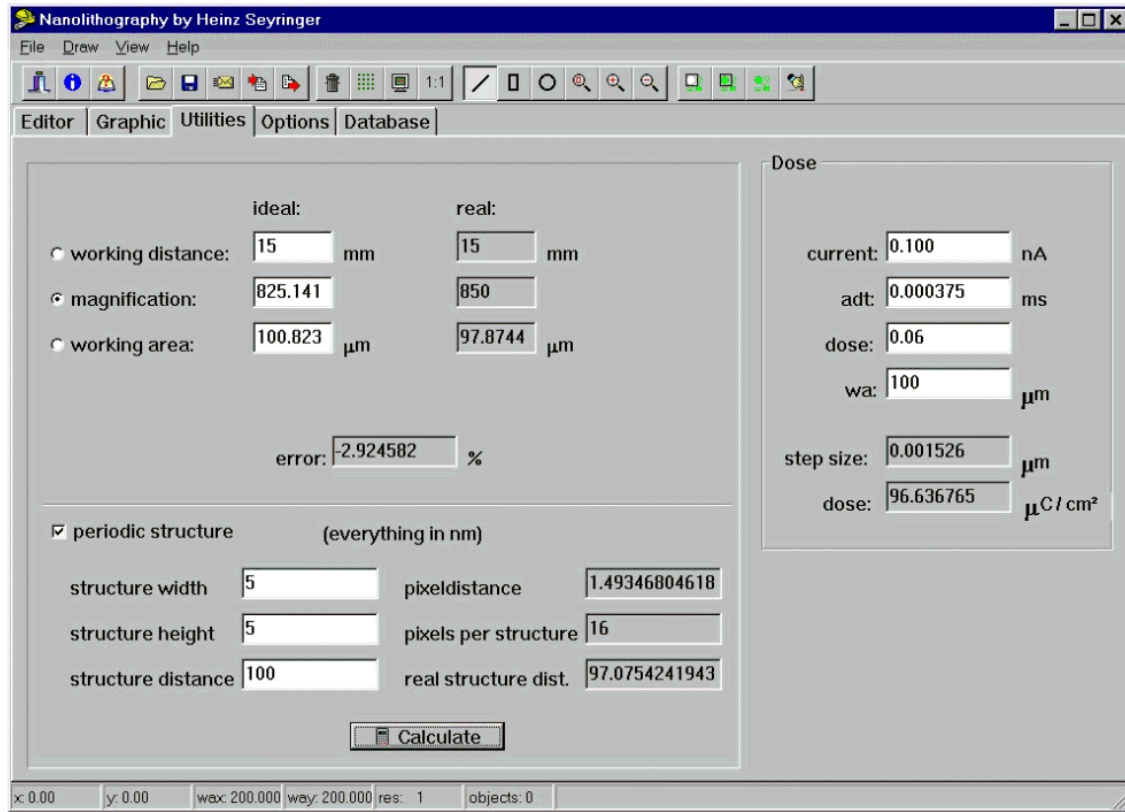 Nanolithography by Heinz Seyringer
File Draw View Help
1:1
Editor Graphic Utilities Options Database
ideal: real:
working distance: 15 mm 15 mm
magnification: 825.141 850
working area: 100.823 μm 97.8744 μm
error: -2.924582 %
periodic structure (everything in nm)
structure width 5 pixeldistance 1.49346804618
structure height 5 pixels per structure 16
structure distance 100 real structure dist. 97.0754241943
Calculate
Dose
current: 0.100 nA
adt: 0.000375 ms
dose: 0.06
wa: 100 μm
step size: 0.001526 μm
dose: 96.636765 μC / cm²
x: 0.00 y: 0.00 wax: 200.000 way: 200.000 res: 1 objects: 0